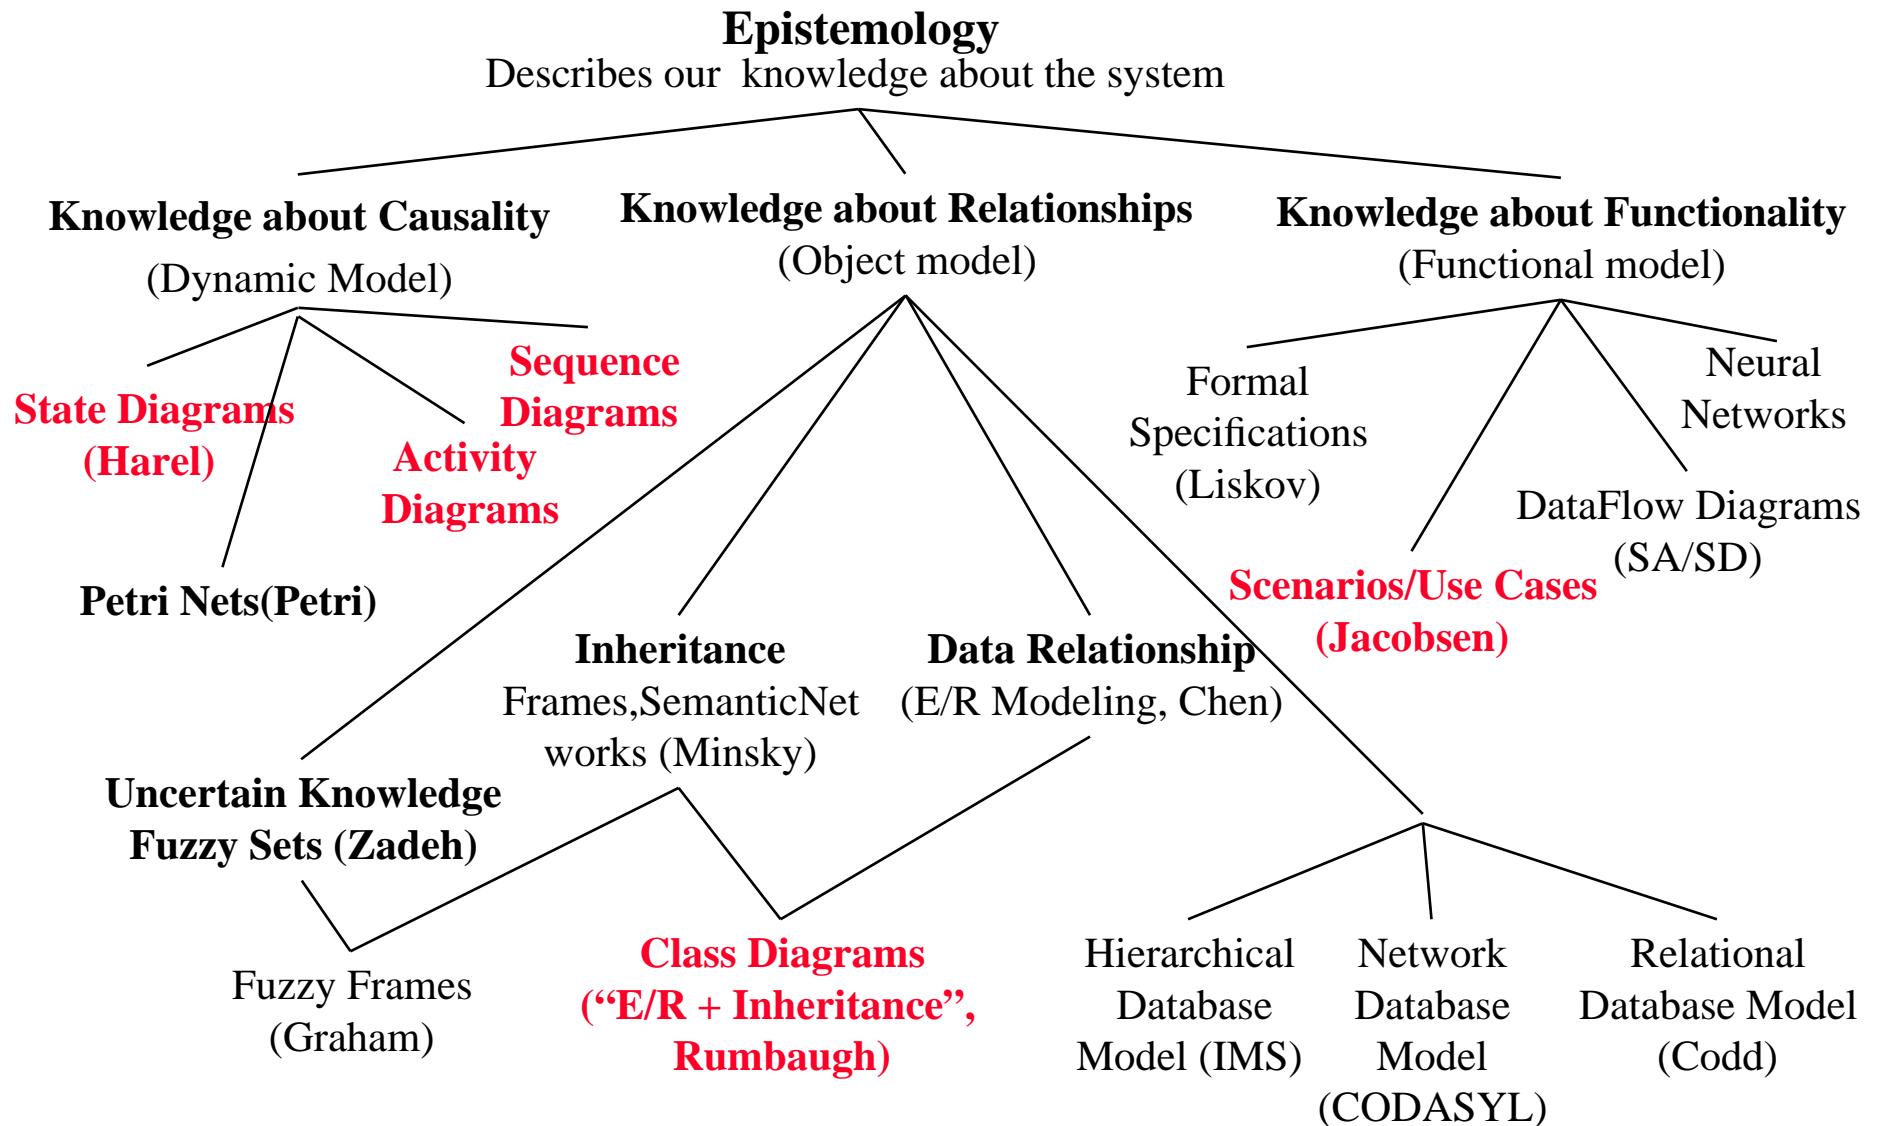 Epistemology
Describes our knowledge about the system
Knowledge about Causality
(Dynamic Model)
Knowledge about Relationships
(Object model)
Knowledge about Functionality
(Functional model)
State Diagrams
(Harel)
Sequence
Diagrams
Activity
Diagrams
Petri Nets(Petri)
Formal
Specifications
(Liskov)
Neural
Networks
DataFlow Diagrams
(SA/SD)
Scenarios/Use Cases
(Jacobsen)
Inheritance
Frames,SemanticNet
works (Minsky)
Data Relationship
(E/R Modeling, Chen)
Uncertain Knowledge
Fuzzy Sets (Zadeh)
Fuzzy Frames
(Graham)
Class Diagrams
(“E/R + Inheritance”,
Rumbaugh)
Hierarchical
Database
Model (IMS)
Network
Database
Model
(CODASYL)
Relational
Database Model
(Codd)